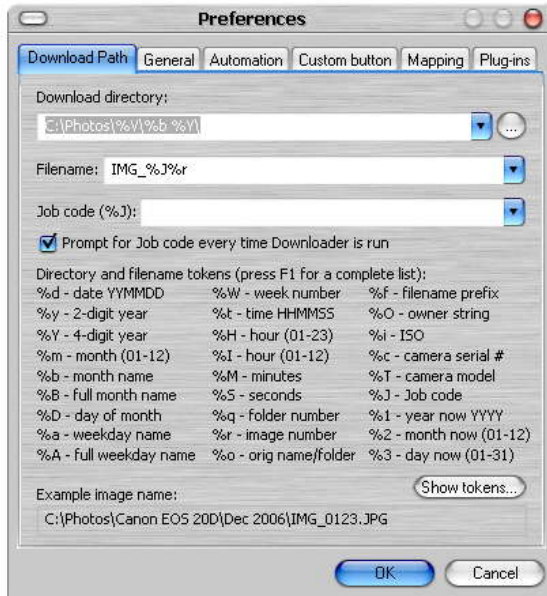 Preferences
Download Path General Automation Custom button Mapping Plug-ins
Download directory:
C:\Photos\%V\%b %Y\
...
Filename: IMG_%J%r
Job code (%J):
Prompt for Job code every time Downloader is run
Directory and filename tokens (press F1 for a complete list):
%d - date YYMMDD %W - week number %f - filename prefix
%y - 2-digit year %t - time HHMMSS %O - owner string
%Y - 4-digit year %H - hour (01-23) %i - ISO
%m - month (01-12) %I - hour (01-12) %c - camera serial #
%b - month name %M - minutes %T - camera model
%B - full month name %S - seconds %J - Job code
%D - day of month %q - folder number %1 - year now YYYY
%a - weekday name %r - image number %2 - month now (01-12)
%A - full weekday name %o - orig name/folder %3 - day now (01-31)
Show tokens...
Example image name:
C:\Photos\Canon EOS 20D\Dec 2006\IMG_0123.JPG
OK Cancel